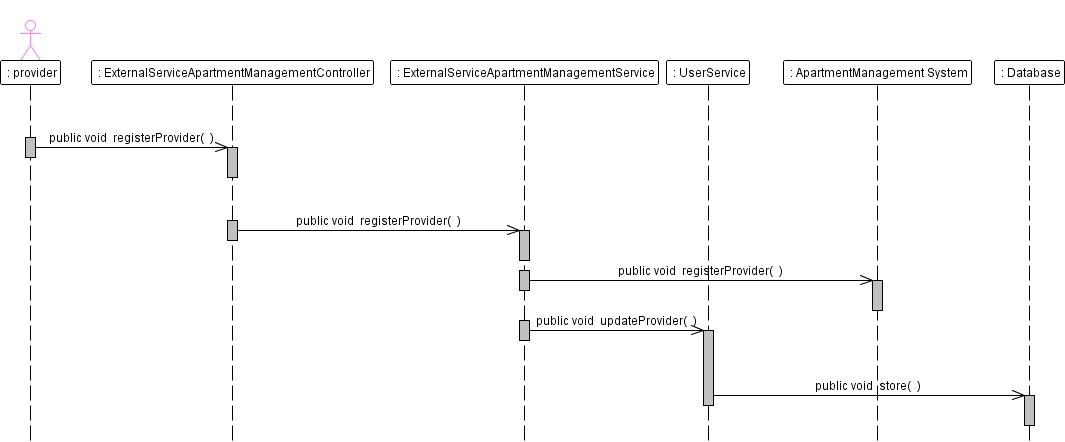 : provider
: ExternalServiceApartmentManagementController
: ExternalServiceApartmentManagementService
: UserService
: ApartmentManagement System
: Database
public void registerProvider( )
public void registerProvider( )
public void registerProvider( )
public void updateProvider( )
public void store( )